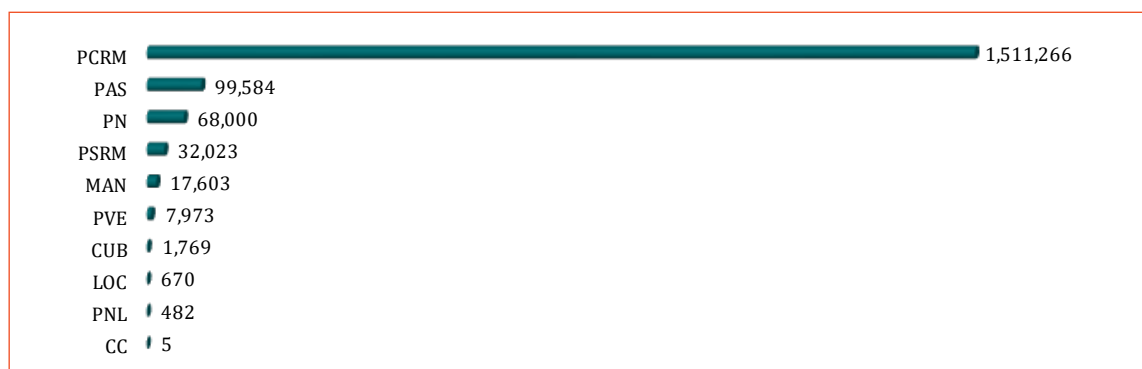 PCRM 1,511,266
PAS 99,584
PN 68,000
PSRM 32,023
MAN 17,603
PVE 7,973
CUB 1,769
LOC 670
PNL 482
CC 5